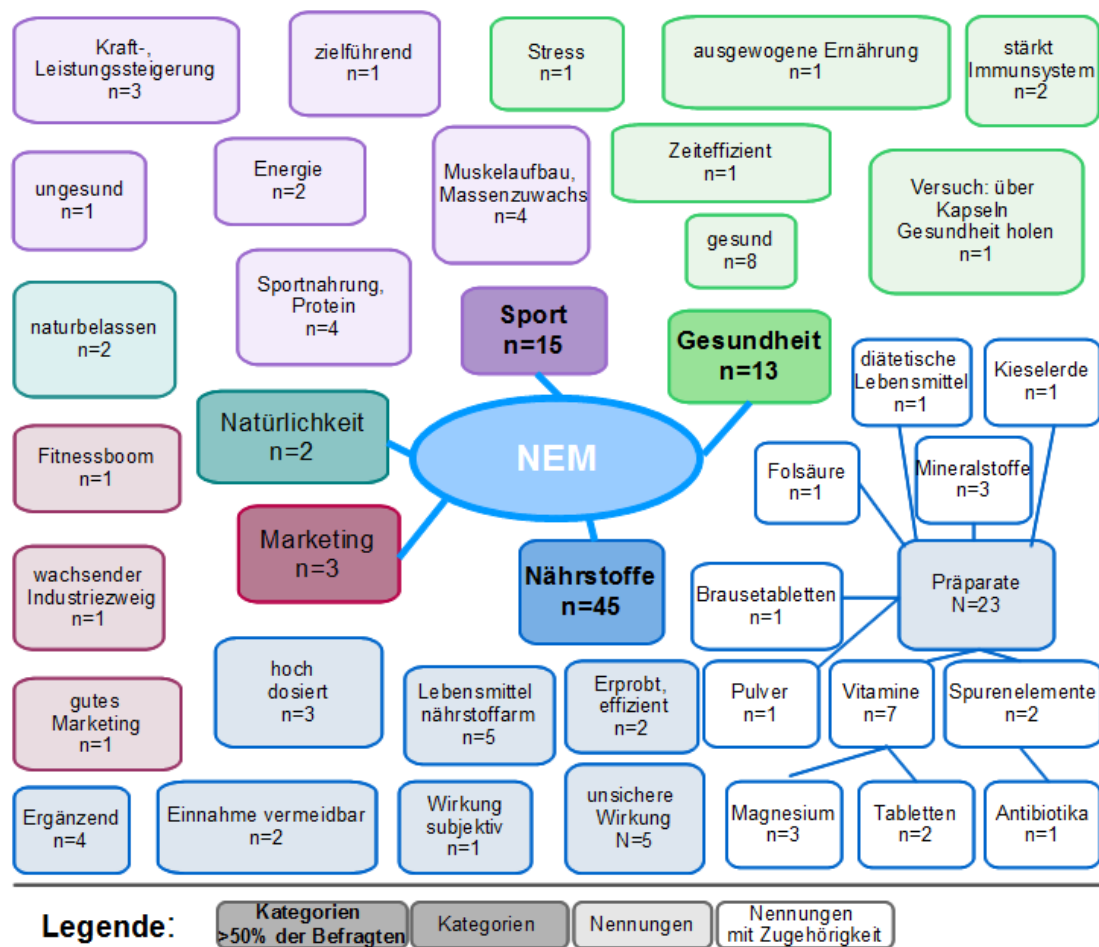 Kraft-,
Leistungssteigerung
n=3
zielführend
n=1
Stress
n=1
ausgewogene Ernährung
n=1
stärkt
Immunsystem
n=2
ungesund
n=1
Energie
n=2
Muskelaufbau,
Massenzuwachs
n=4
Zeiteffizient
n=1
Versuch: über
Kapseln
Gesundheit holen
n=1
gesund
n=8
naturbelassen
n=2
Sportnahrung,
Protein
n=4
Sport
n=15
Gesundheit
n=13
diätetische
Lebensmittel
n=1
Kieselerde
n=1
Natürlichkeit
n=2
NEM
Fitnessboom
n=1
Folsäure
n=1
Mineralstoffe
n=3
Marketing
n=3
Nährstoffe
n=45
wachsender
Industriezweig
n=1
Brausetabletten
n=1
Präparate
N=23
hoch
dosiert
n=3
Lebensmittel
nährstoffarm
n=5
Erprobt,
effizient
n=2
Pulver
n=1
Vitamine
n=7
Spurenelemente
n=2
gutes
Marketing
n=1
Ergänzend
n=4
Einnahme vermeidbar
n=2
Wirkung
subjektiv
n=1
unsichere
Wirkung
N=5
Magnesium
n=3
Tabletten
n=2
Antibiotika
n=1
Legende:
Kategorien
>50% der Befragten
Kategorien
Nennungen
Nennungen
mit Zugehörigkeit